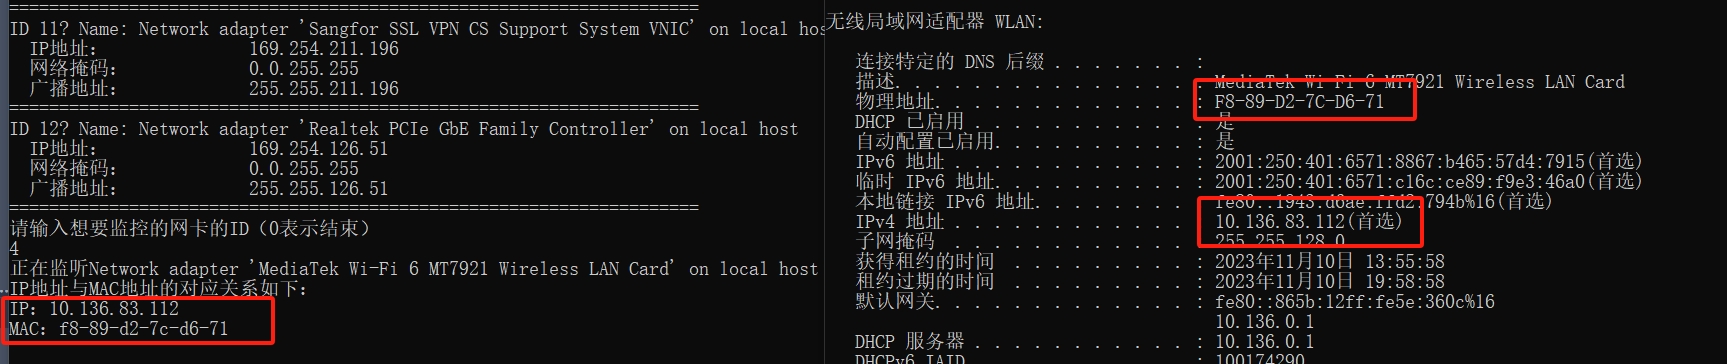 ======================================================================
ID 11? Name: Network adapter 'Sangfor SSL VPN CS Support System VNIC' on local hos
IP地址: 169.254.211.196
网络掩码: 0.0.255.255
广播地址: 255.255.211.196
======================================================================
ID 12? Name: Network adapter 'Realtek PCIe GbE Family Controller' on local host
IP地址: 169.254.126.51
网络掩码: 0.0.255.255
广播地址: 255.255.126.51
======================================================================
请输入想要监控的网卡的ID（0表示结束）
4
正在监听Network adapter 'MediaTek Wi-Fi 6 MT7921 Wireless LAN Card' on local host
IP地址与MAC地址的对应关系如下:
IP: 10.136.83.112
MAC: f8-89-d2-7c-d6-71
无线局域网适配器 WLAN:
连接特定的 DNS 后缀 . . . . . . . :
描述. . . . . . . . . . . . . . . : MediaTek Wi-Fi 6 MT7921 Wireless LAN Card
物理地址. . . . . . . . . . . . . : F8-89-D2-7C-D6-71
DHCP 已启用 . . . . . . . . . . . : 是
自动配置已启用. . . . . . . . . . : 是
IPv6 地址 . . . . . . . . . . . . : 2001:250:401:6571:8867:b465:57d4:7915(首选)
临时 IPv6 地址. . . . . . . . . . : 2001:250:401:6571:c16c:ce89:f9e3:46a0(首选)
本地链接 IPv6 地址. . . . . . . . : fe80::1943:d6ae:ffd2:794b%16(首选)
IPv4 地址 . . . . . . . . . . . . : 10.136.83.112(首选)
子网掩码 . . . . . . . . . . . . : 255.255.128.0
获得租约的时间 . . . . . . . . . : 2023年11月10日 13:55:58
租约过期的时间 . . . . . . . . . : 2023年11月10日 19:58:58
默认网关. . . . . . . . . . . . . : fe80::865b:12ff:fe5e:360c%16
10.136.0.1
DHCP 服务器 . . . . . . . . . . . : 10.136.0.1
DHCPv6 IAID . . . . . . . . . . . : 100174290